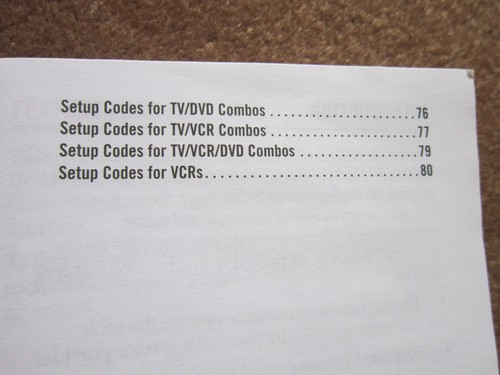 Setup Codes for TV/DVD Combos . . . . . . . . . . . . . . . . . . . . . . .76
Setup Codes for TV/VCR Combos . . . . . . . . . . . . . . . . . . . . . . .77
Setup Codes for TV/VCR/DVD Combos . . . . . . . . . . . . . . . . . . .79
Setup Codes for VCRs. . . . . . . . . . . . . . . . . . . . . . . . . . . . . . . . . .80